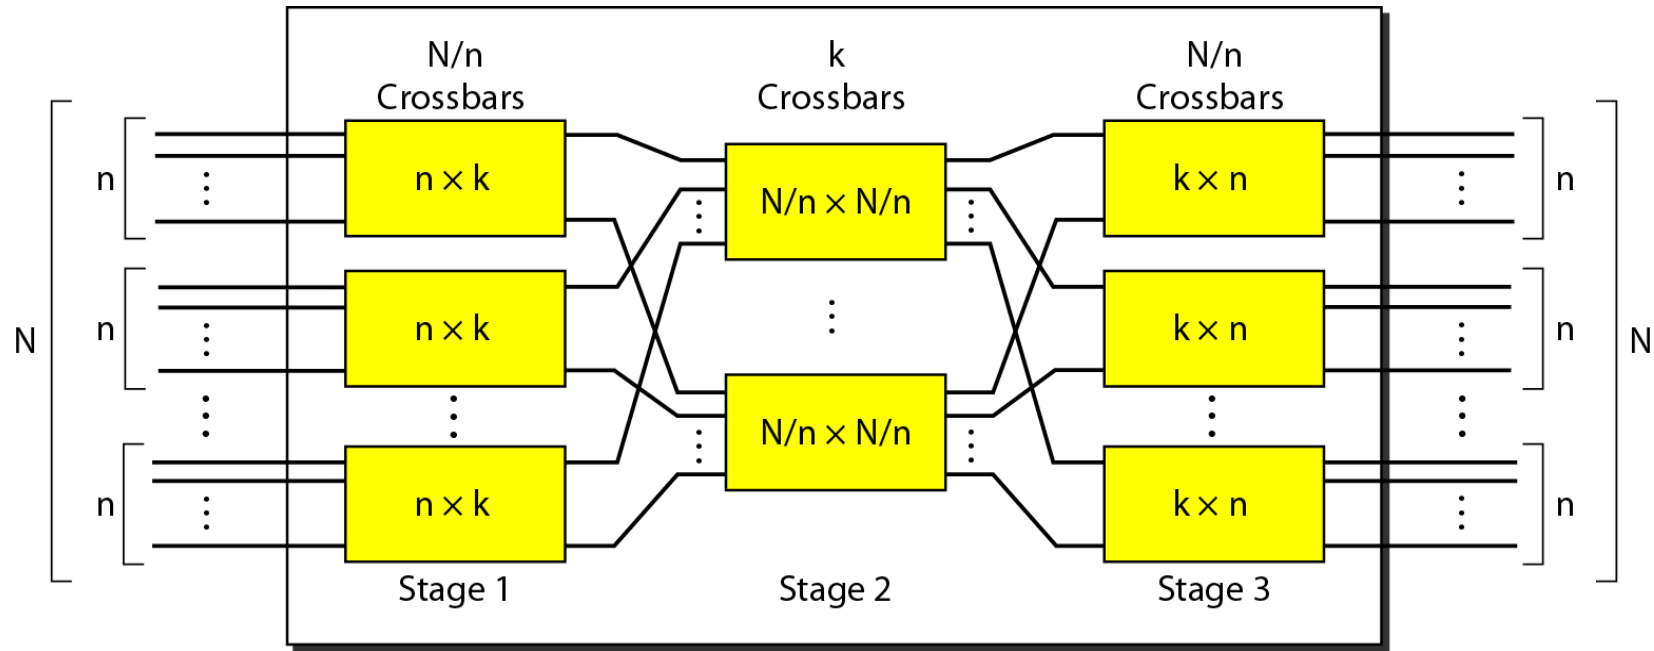 N/n
Crossbars
k
Crossbars
N/n
Crossbars
N
n
n × k
N/n × N/n
k × n
n
n
n × k
k × n
n
N
N/n × N/n
n
n × k
k × n
n
Stage 1
Stage 2
Stage 3